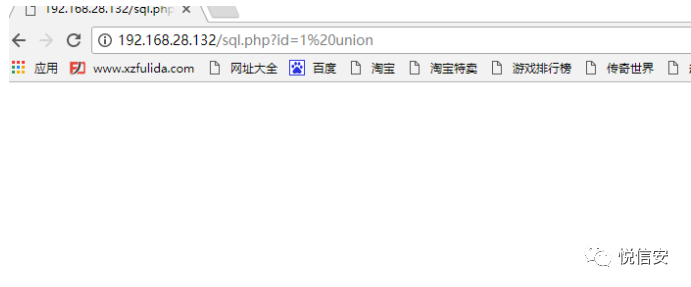 192.168.28.132/sql.php
192.168.28.132/sql.php?id=1%20union
应用 www.xzfulida.com 网址大全 百度 淘宝 淘宝特卖 游戏排行榜 传奇世界
悦信安